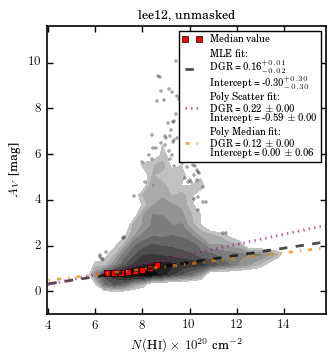 lee12, unmasked
Median value
MLE fit:
DGR = 0.16^{+0.01}_{-0.02}
Intercept = -0.30^{+0.30}_{-0.30}
Poly Scatter fit:
DGR = 0.22 ± 0.00
Intercept = -0.59 ± 0.00
Poly Median fit:
DGR = 0.12 ± 0.00
Intercept = 0.00 ± 0.06
10
8
6
4
2
0
A_V [mag]
4 6 8 10 12 14
N(HI) × 10^{20} cm^{-2}